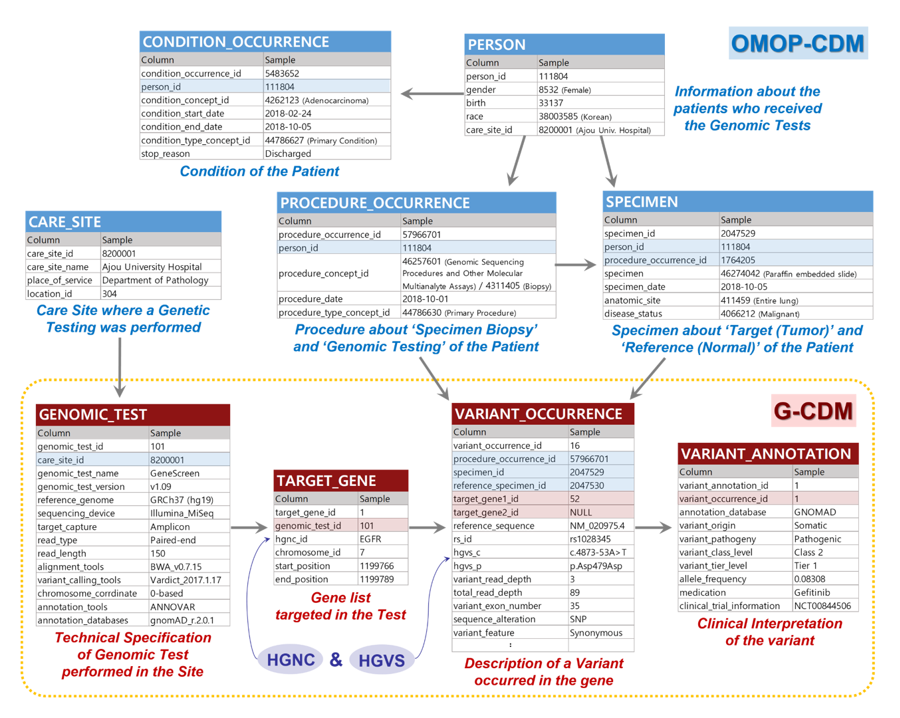 OMOP-CDM
CONDITION_OCCURRENCE
Column Sample
condition_occurrence_id 5483652
person_id 111804
condition_concept_id 4262123 (Adenocarcinoma)
condition_start_date 2018-02-24
condition_end_date 2018-10-05
condition_type_concept_id 44786627 (Primary Condition)
stop_reason Discharged
Condition of the Patient
PERSON
Column Sample
person_id 111804
gender 8532 (Female)
birth 33137
race 38003585 (Korean)
care_site_id 8200001 (Ajou Univ. Hospital)
Information about the
patients who received
the Genomic Tests
CARE_SITE
Column Sample
care_site_id 8200001
care_site_name Ajou University Hospital
place_of_service Department of Pathology
location_id 304
Care Site where a Genetic
Testing was performed
PROCEDURE_OCCURRENCE
Column Sample
procedure_occurrence_id 57966701
person_id 111804
procedure_concept_id 46257601 (Genomic Sequencing
Procedures and Other Molecular
Multianalyte Assays) / 4311405 (Biopsy)
procedure_date 2018-10-01
procedure_type_concept_id 44786630 (Primary Procedure)
Procedure about ‘Specimen Biopsy’
and ‘Genomic Testing’ of the Patient
SPECIMEN
Column Sample
specimen_id 2047529
person_id 111804
procedure_occurrence_id 1764205
specimen 46274042 (Paraffin embedded slide)
specimen_date 2018-10-05
anatomic_site 411459 (Entire lung)
disease_status 4066212 (Malignant)
Specimen about ‘Target (Tumor)’ and
‘Reference (Normal)’ of the Patient
G-CDM
GENOMIC_TEST
Column Sample
genomic_test_id 101
care_site_id 8200001
genomic_test_name GeneScreen
genomic_test_version v1.09
reference_genome GRCh37 (hg19)
sequencing_device Illumina_MiSeq
target_capture Amplicon
read_type Paired-end
read_length 150
alignment_tools BWA_v0.7.15
variant_calling_tools Vardict_2017.1.17
chromosome_corrdinate 0-based
annotation_tools ANNOVAR
annotation_databases gnomAD_r.2.0.1
Technical Specification
of Genomic Test
performed in the Site
TARGET_GENE
Column Sample
target_gene_id 1
genomic_test_id 101
hgnc_id EGFR
chromosome_id 7
start_position 1199766
end_position 1199789
Gene list
targeted in the Test
HGNC & HGVS
VARIANT_OCCURRENCE
Column Sample
variant_occurrence_id 16
procedure_occurrence_id 57966701
specimen_id 2047529
reference_specimen_id 2047530
target_gene1_id 52
target_gene2_id NULL
reference_sequence NM_020975.4
rs_id rs1028345
hgvs_c c.4873-53A>T
hgvs_p p.Asp479Asp
variant_read_depth 3
total_read_depth 89
variant_exon_number 35
sequence_alteration SNP
variant_feature Synonymous
:
Description of a Variant
occurred in the gene
VARIANT_ANNOTATION
Column Sample
variant_annotation_id 1
variant_occurrence_id 1
annotation_database GNOMAD
variant_origin Somatic
variant_pathogeny Pathogenic
variant_class_level Class 2
variant_tier_level Tier 1
allele_frequency 0.08308
medication Gefitinib
clinical_trial_information NCT00844506
Clinical Interpretation
of the variant